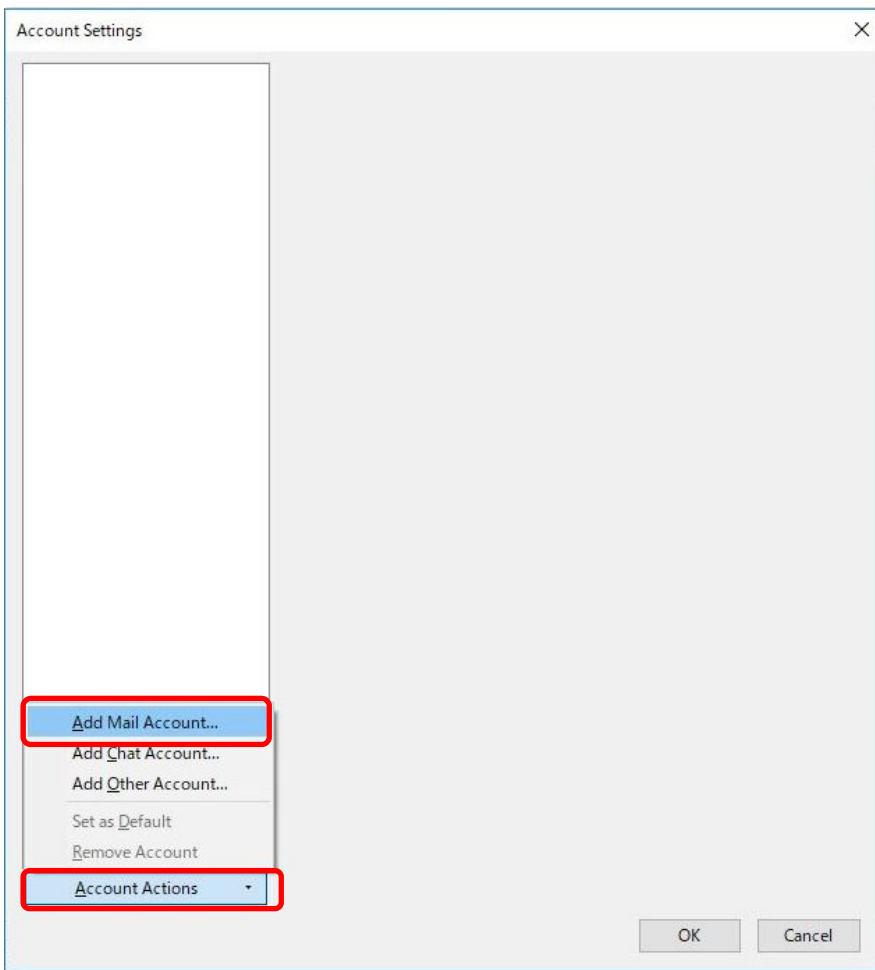 Account Settings
Add Mail Account...
Add Chat Account...
Add Other Account...
Set as Default
Remove Account
Account Actions
OK Cancel